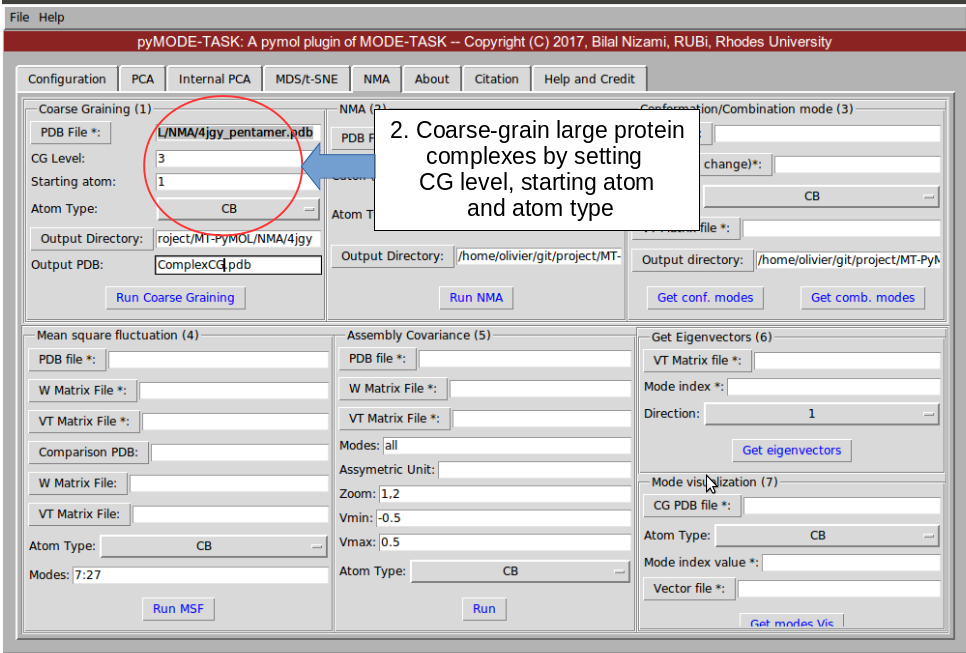 File Help
pyMODE-TASK: A pymol plugin of MODE-TASK -- Copyright (C) 2017, Bilal Nizami, RUBi, Rhodes University
Configuration PCA Internal PCA MDS/t-SNE NMA About Citation Help and Credit
Coarse Graining (1)
PDB File *: L/NMA/4jgy_pentamer.pdb
CG Level: 3
Starting atom: 1
Atom Type: CB
Output Directory: roject/MT-PyMOL/NMA/4jgy
Output PDB: ComplexCG.pdb
Run Coarse Graining
NMA (2)
PDB F
Atom T
Output Directory: /home/olivier/git/project/MT-
Run NMA
2. Coarse-grain large protein
complexes by setting
CG level, starting atom
and atom type
Conformation/Combination mode (3)
change)*:
CB
file *:
Output directory: /home/olivier/git/project/MT-PyM
Get conf. modes Get comb. modes
Mean square fluctuation (4)
PDB file *:
W Matrix File *:
VT Matrix File *:
Comparison PDB:
W Matrix File:
VT Matrix File:
Atom Type: CB
Modes: 7:27
Run MSF
Assembly Covariance (5)
PDB file *:
W Matrix File *:
VT Matrix File *:
Modes: all
Assymetric Unit:
Zoom: 1,2
Vmin: -0.5
Vmax: 0.5
Atom Type: CB
Run
Get Eigenvectors (6)
VT Matrix file *:
Mode index *:
Direction: 1
Get eigenvectors
Mode visualization (7)
CG PDB file *:
Atom Type: CB
Mode index value *:
Vector file *:
Get modes Vis